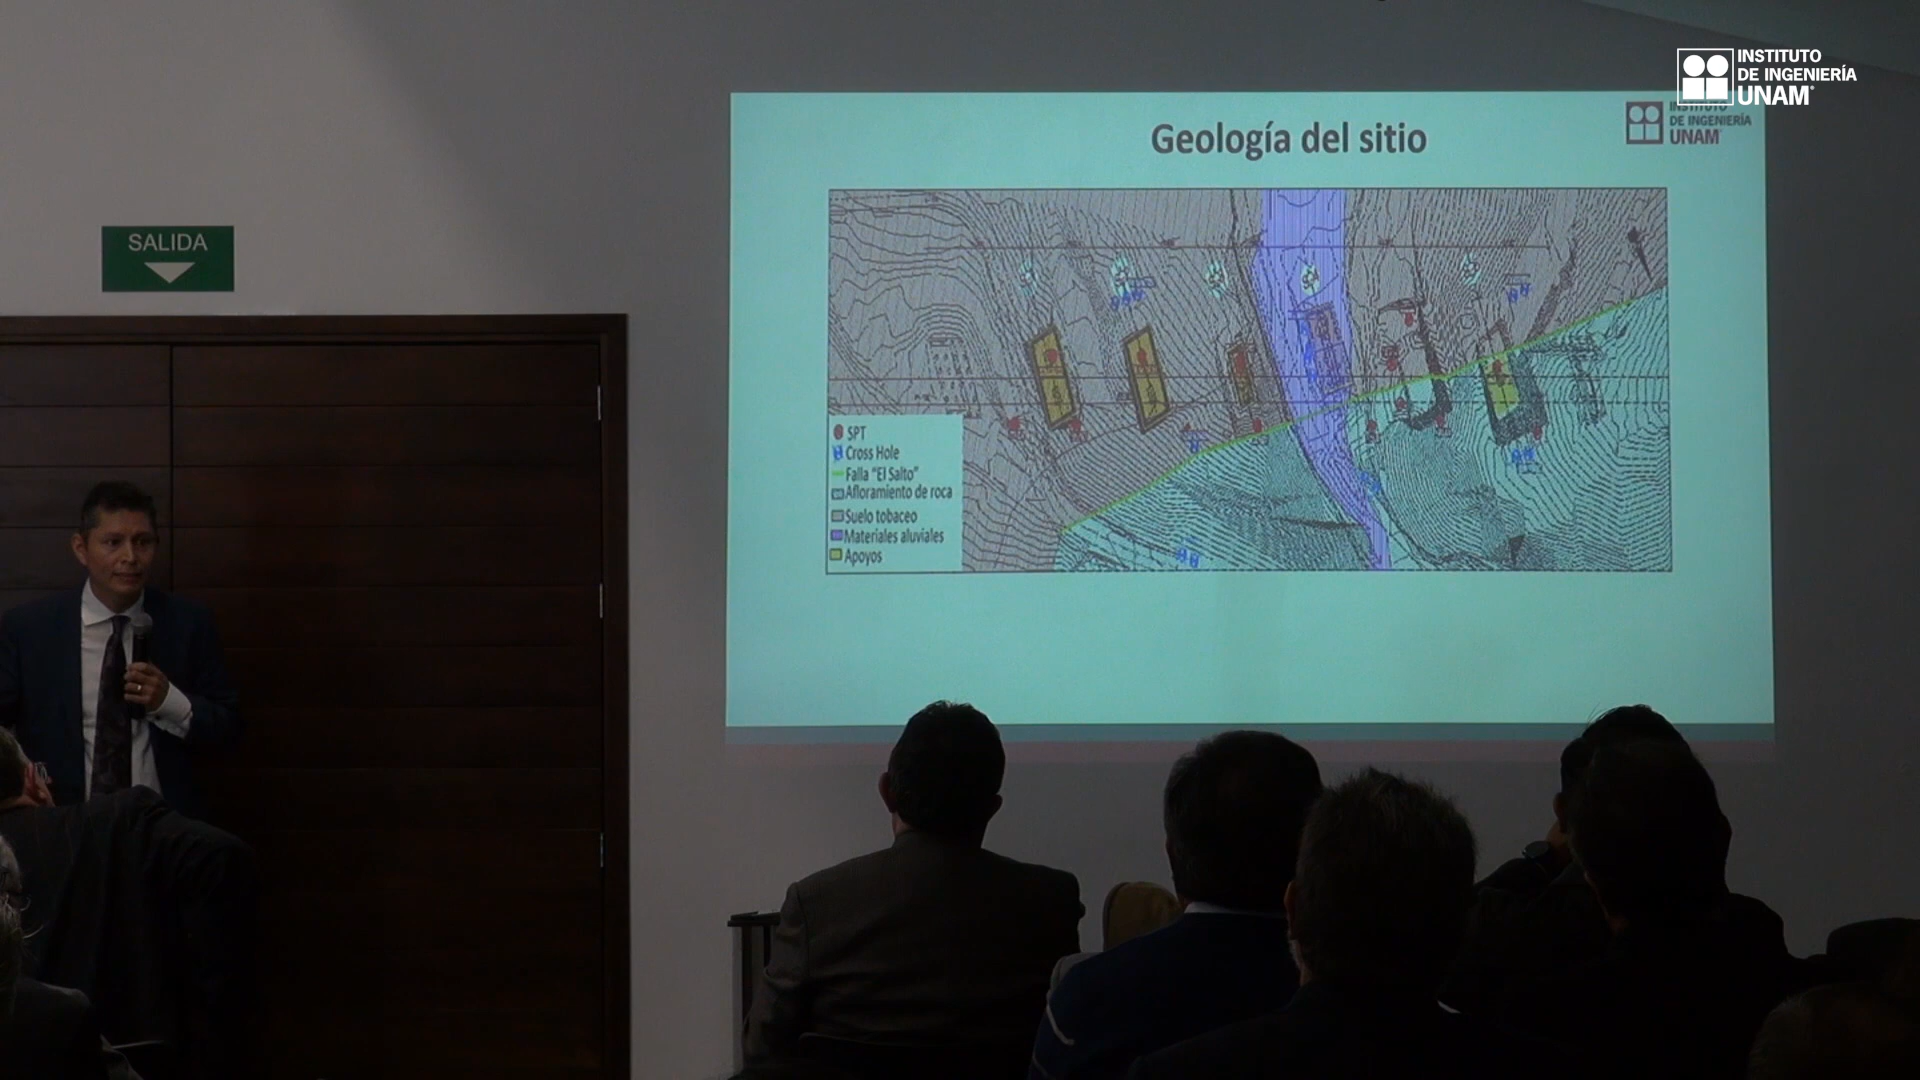 INSTITUTO
DE INGENIERÍA
UNAM
SALIDA
Geología del sitio
INSTITUTO
DE INGENIERÍA
UNAM
SPT
Cross Hole
Falla "El Salto"
Afloramiento de roca
Suelo tobaceo
Materiales aluviales
Apoyos